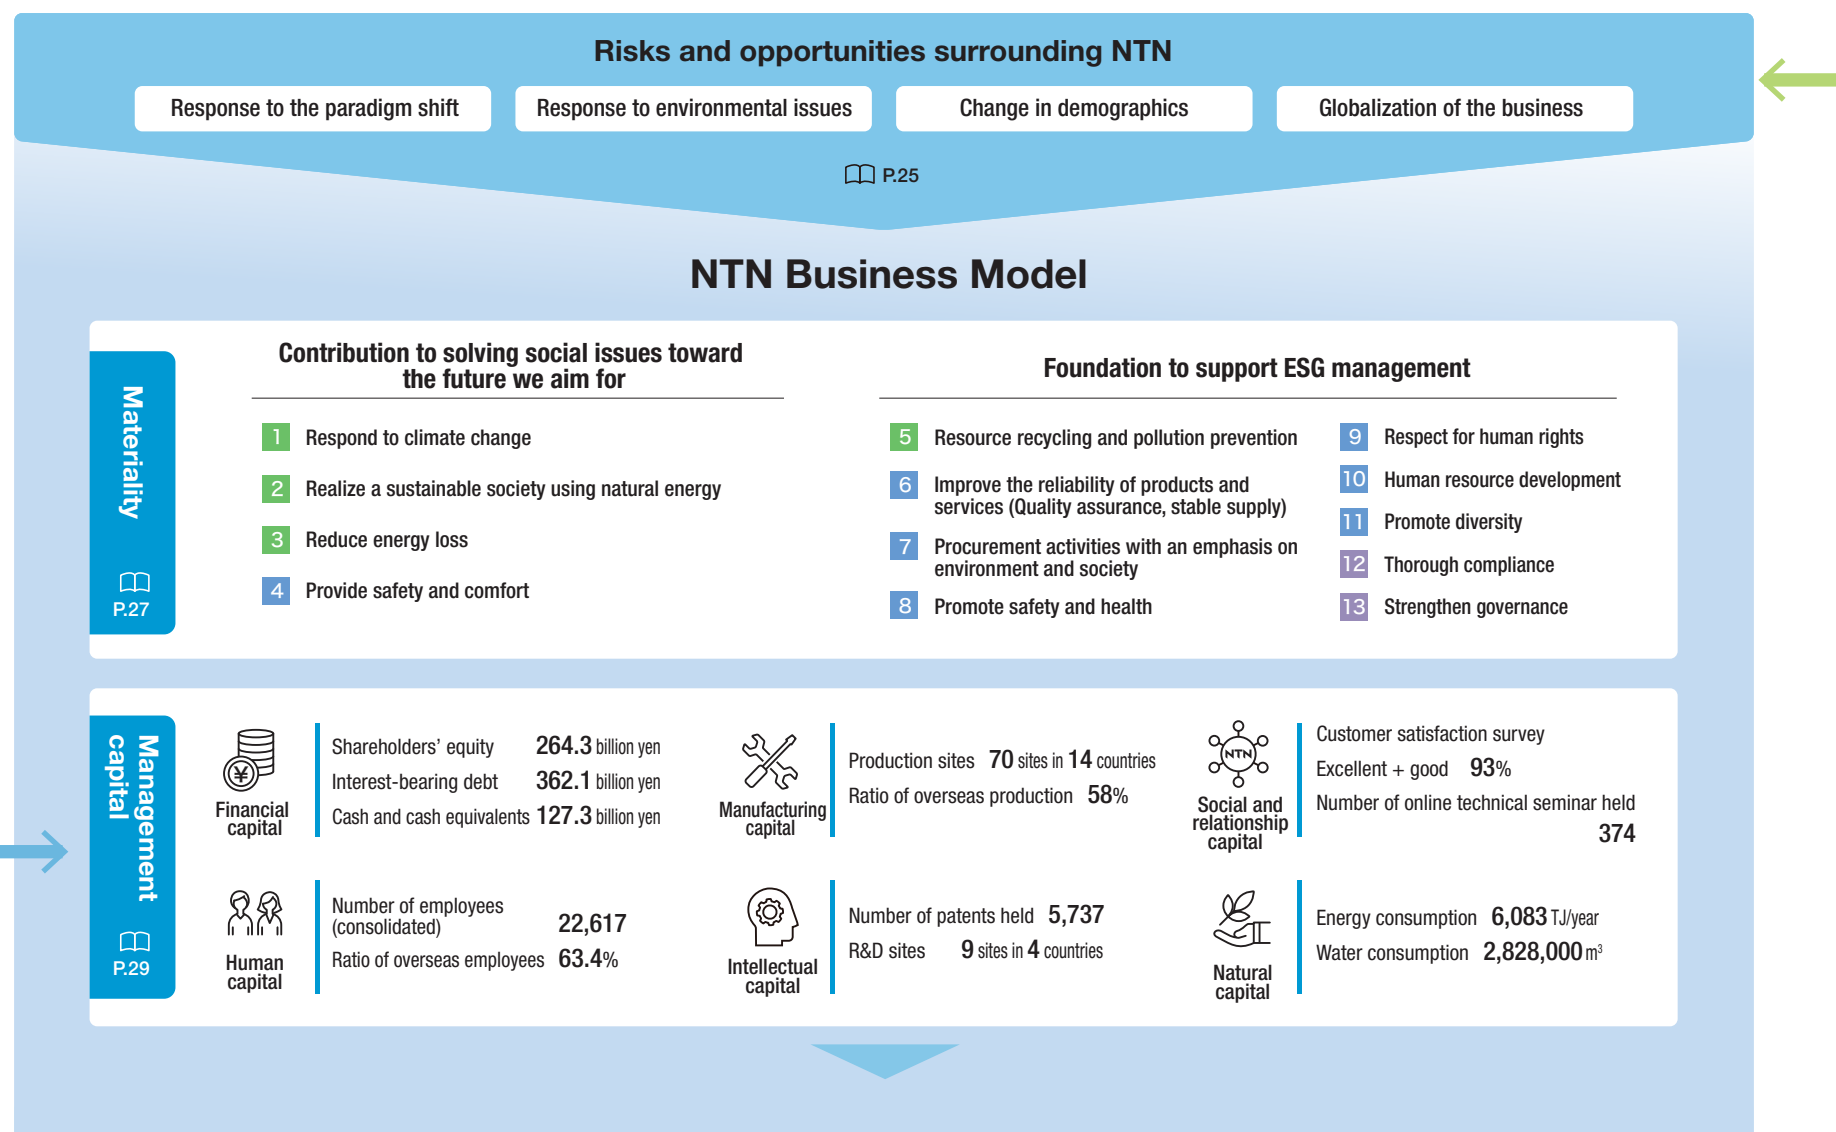 Risks and opportunities surrounding NTN
Response to the paradigm shift
Response to environmental issues
Change in demographics
Globalization of the business
P.25
NTN Business Model
Materiality
P.27
Contribution to solving social issues toward
the future we aim for
1 Respond to climate change
2 Realize a sustainable society using natural energy
3 Reduce energy loss
4 Provide safety and comfort
Foundation to support ESG management
5 Resource recycling and pollution prevention
6 Improve the reliability of products and
services (Quality assurance, stable supply)
7 Procurement activities with an emphasis on
environment and society
8 Promote safety and health
9 Respect for human rights
10 Human resource development
11 Promote diversity
12 Thorough compliance
13 Strengthen governance
Management
capital
P.29
¥
Financial
capital
Shareholders' equity 264.3 billion yen
Interest-bearing debt 362.1 billion yen
Cash and cash equivalents 127.3 billion yen
Manufacturing
capital
Production sites 70 sites in 14 countries
Ratio of overseas production 58%
NTN
Social and
relationship
capital
Customer satisfaction survey
Excellent + good 93%
Number of online technical seminar held
374
Human
capital
Number of employees
(consolidated) 22,617
Ratio of overseas employees 63.4%
Intellectual
capital
Number of patents held 5,737
R&D sites 9 sites in 4 countries
Natural
capital
Energy consumption 6,083 TJ/year
Water consumption 2,828,000 m³